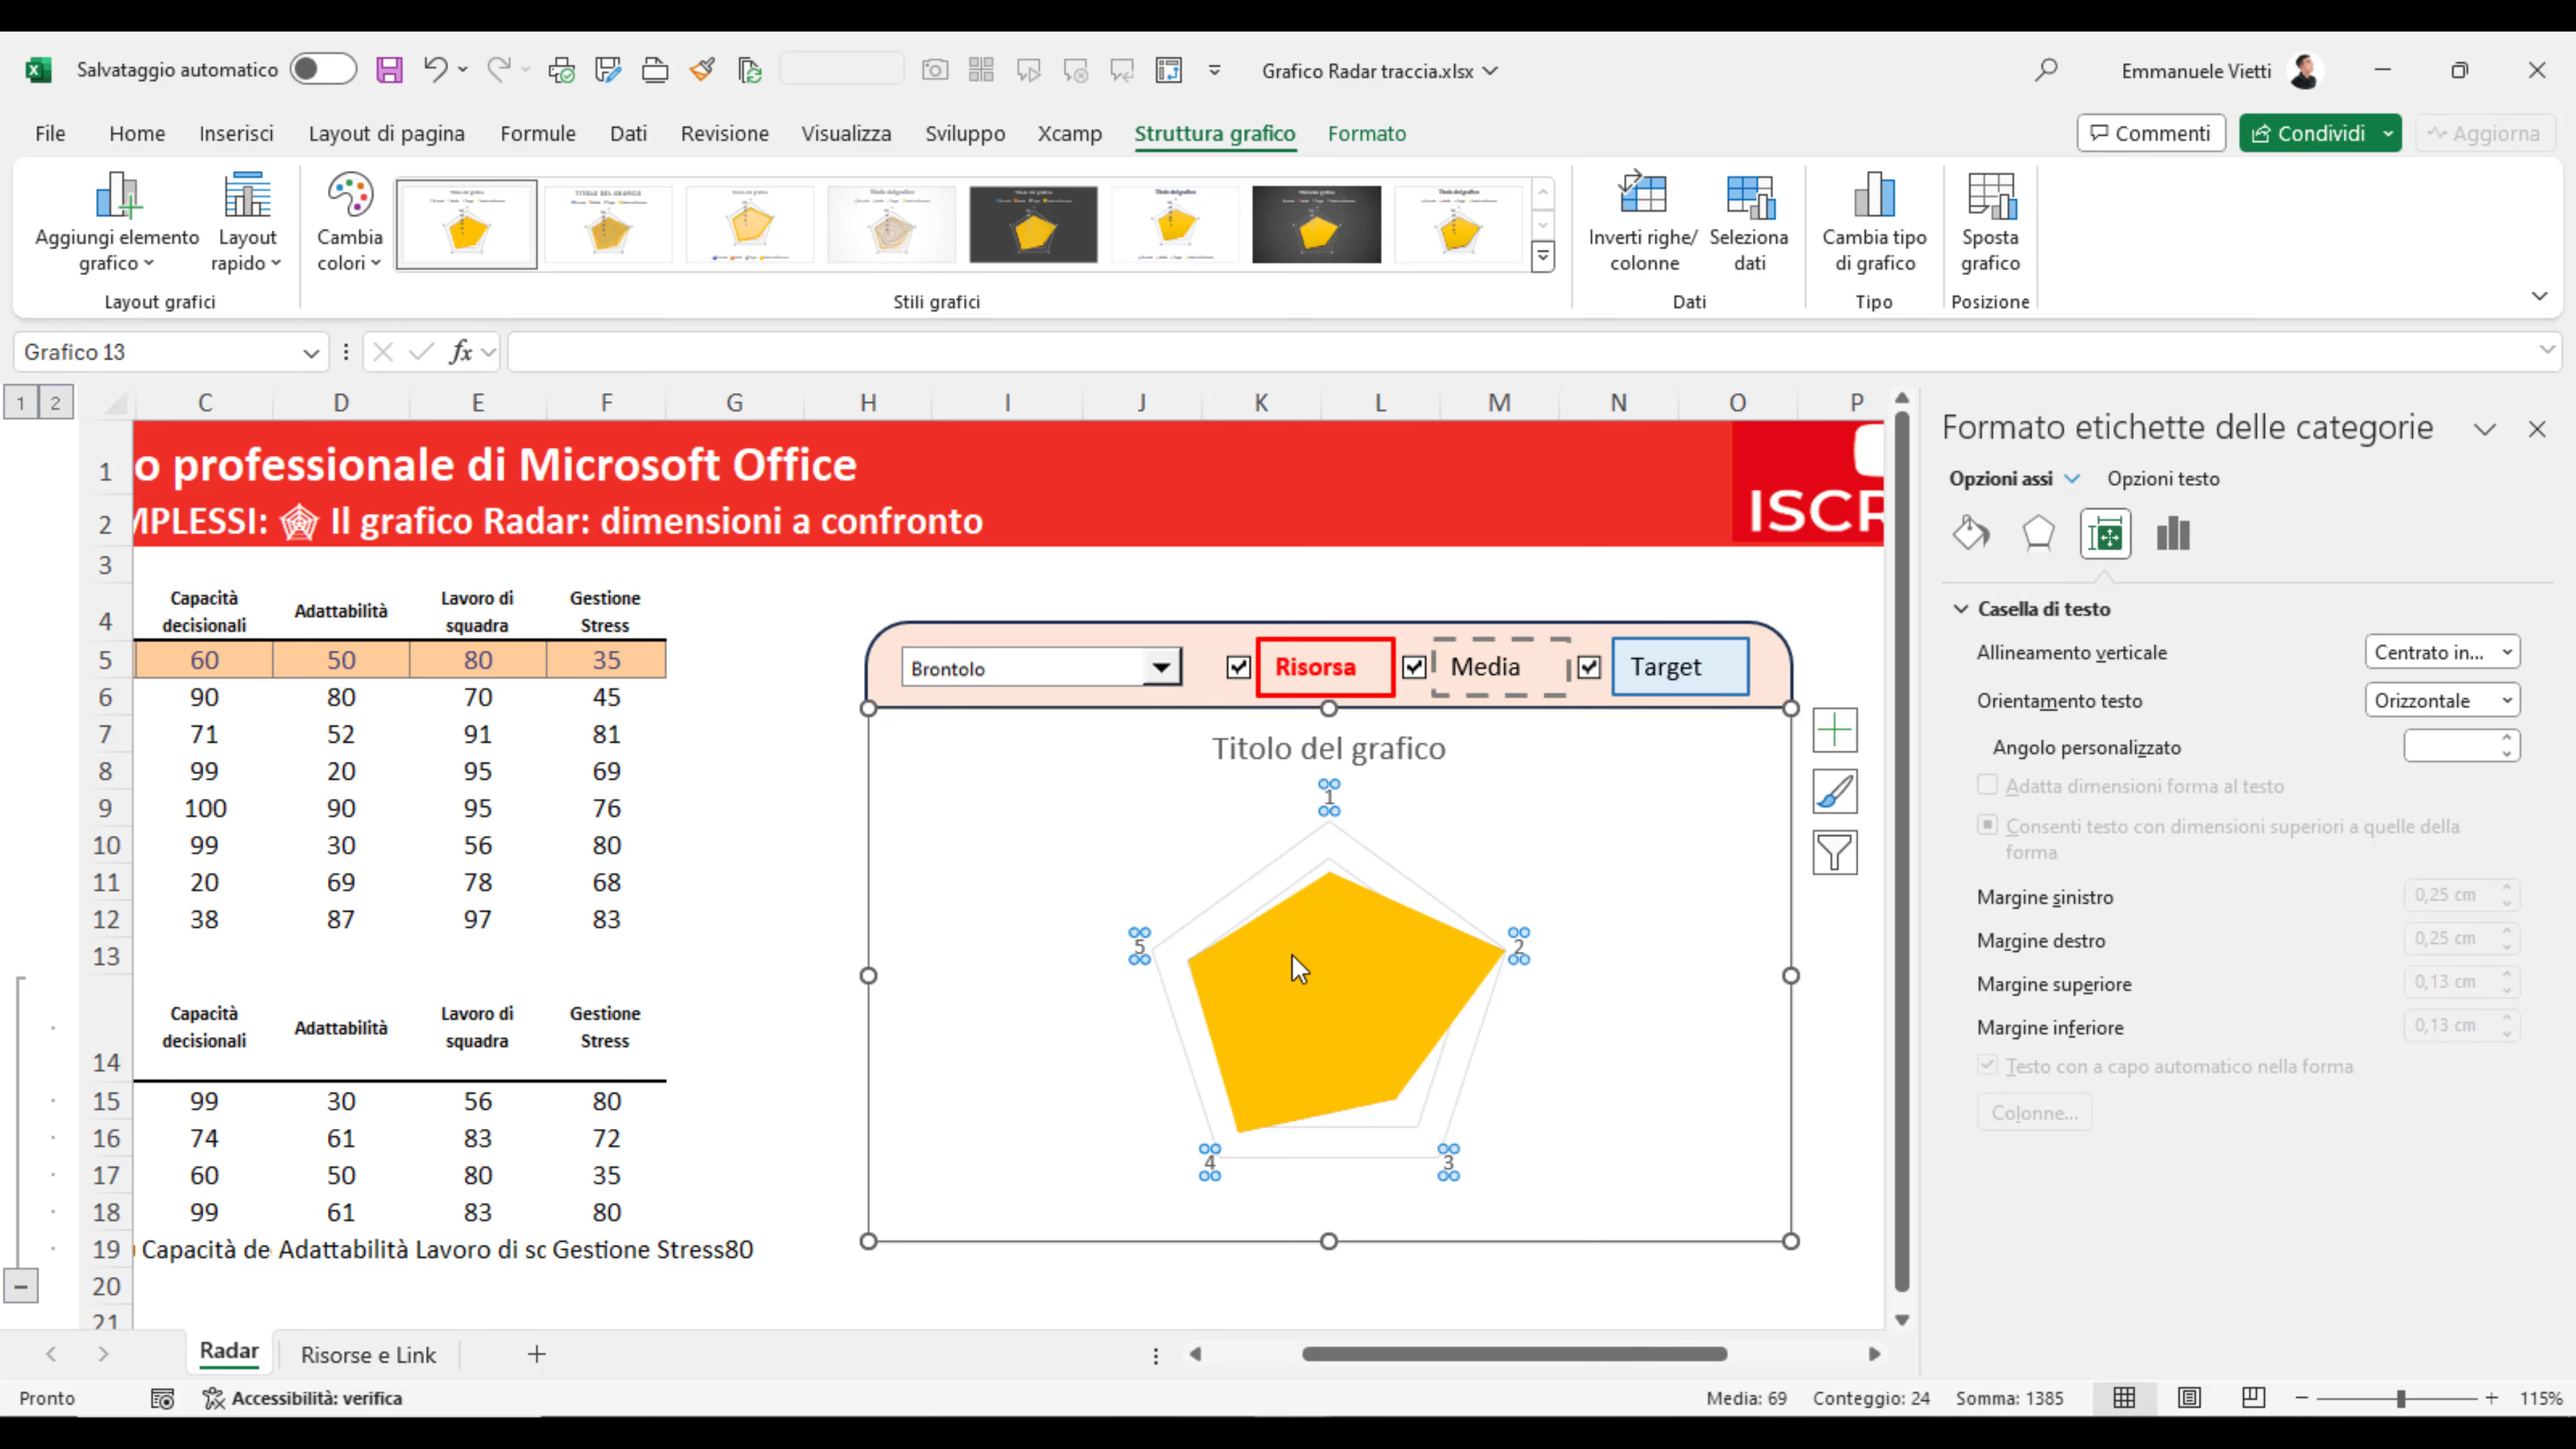 Salvataggio automatico
Grafico Radar traccia.xlsx
Emmanuele Vietti
File Home Inserisci Layout di pagina Formule Dati Revisione Visualizza Sviluppo Xcamp Struttura grafico Formato
Commenti Condividi Aggiorna
Aggiungi elemento grafico
Layout rapido
Cambia colori
Inverti righe/ colonne
Seleziona dati
Cambia tipo di grafico
Sposta grafico
Layout grafici Stili grafici Dati Tipo Posizione
Grafico 13
fx
1 2
C D E F G H I J K L M N O P
1 o professionale di Microsoft Office
2 MPLESSI: Il grafico Radar: dimensioni a confronto
ISCR
3
4 Capacità decisionali Adattabilità Lavoro di squadra Gestione Stress
5 60 50 80 35
6 90 80 70 45
7 71 52 91 81
8 99 20 95 69
9 100 90 95 76
10 99 30 56 80
11 20 69 78 68
12 38 87 97 83
13
14 Capacità decisionali Adattabilità Lavoro di squadra Gestione Stress
15 99 30 56 80
16 74 61 83 72
17 60 50 80 35
18 99 61 83 80
19 Capacità de Adattabilità Lavoro di sc Gestione Stress80
20
21
Brontolo
Risorsa
Media
Target
Titolo del grafico
1
5
2
4
3
Formato etichette delle categorie
Opzioni assi Opzioni testo
Casella di testo
Allineamento verticale Centrato in...
Orientamento testo Orizzontale
Angolo personalizzato
Adatta dimensioni forma al testo
Consenti testo con dimensioni superiori a quelle della
forma
Margine sinistro 0,25 cm
Margine destro 0,25 cm
Margine superiore 0,13 cm
Margine inferiore 0,13 cm
Testo con a capo automatico nella forma
Colonne...
Radar Risorse e Link
Pronto Accessibilità: verifica
Media: 69 Conteggio: 24 Somma: 1385
115%